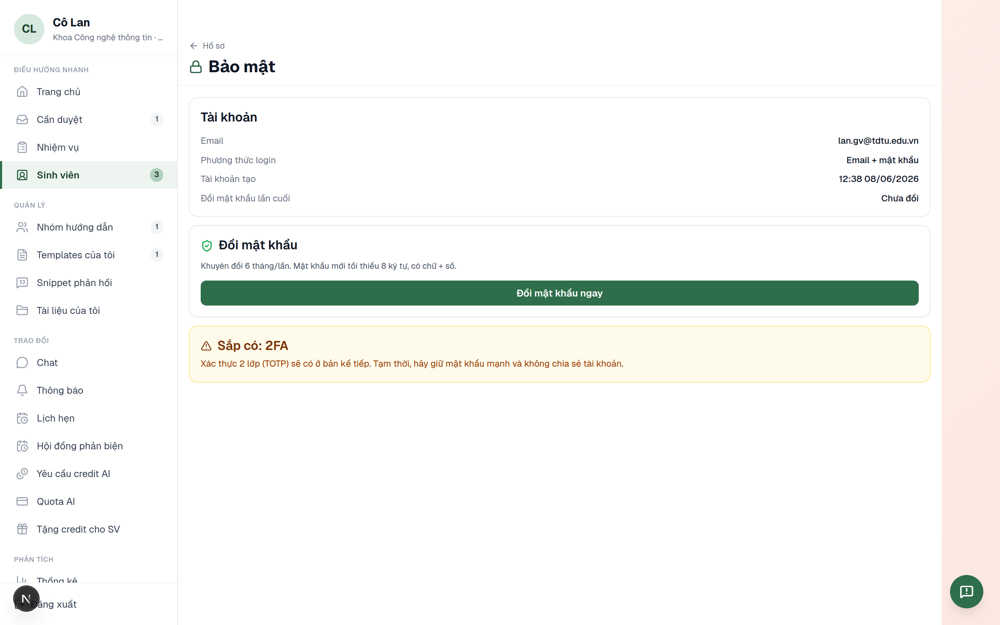 CL
Cô Lan
Khoa Công nghệ thông tin · ...
ĐIỀU HƯỚNG NHANH
Trang chủ
Cần duyệt 1
Nhiệm vụ
Sinh viên 3
QUẢN LÝ
Nhóm hướng dẫn 1
Templates của tôi 1
Snippet phản hồi
Tài liệu của tôi
TRAO ĐỔI
Chat
Thông báo
Lịch hẹn
Hội đồng phản biện
Yêu cầu credit AI
Quota AI
Tặng credit cho SV
PHÂN TÍCH
Thống kê
N
Đăng xuất
Hồ sơ
Bảo mật
Tài khoản
Email lan.gv@tdtu.edu.vn
Phương thức login Email + mật khẩu
Tài khoản tạo 12:38 08/06/2026
Đổi mật khẩu lần cuối Chưa đổi
Đổi mật khẩu
Khuyên đổi 6 tháng/lần. Mật khẩu mới tối thiểu 8 ký tự, có chữ + số.
Đổi mật khẩu ngay
Sắp có: 2FA
Xác thực 2 lớp (TOTP) sẽ có ở bản kế tiếp. Tạm thời, hãy giữ mật khẩu mạnh và không chia sẻ tài khoản.